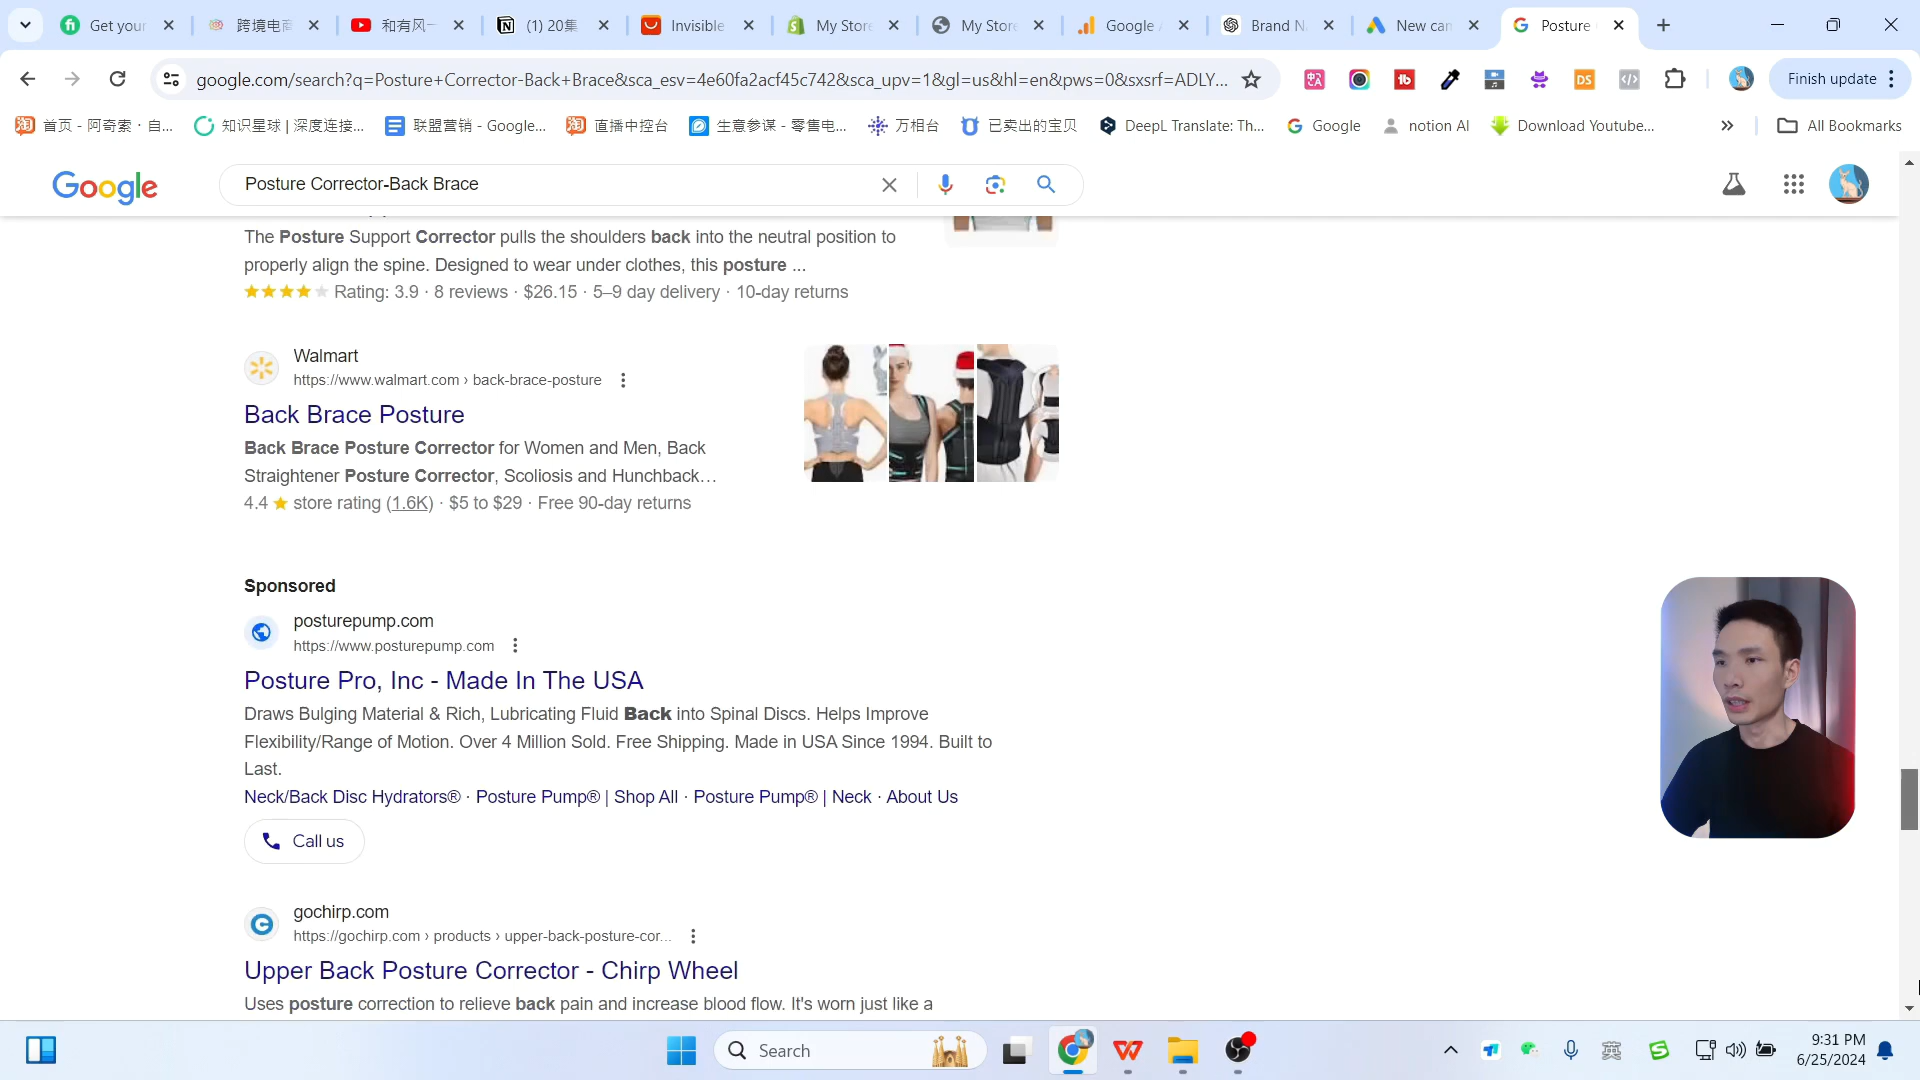 Get your
跨境电商
和有风一
(1) 20集
Invisible
My Store
My Store
Google A
Brand N
New cam
Posture
google.com/search?q=Posture+Corrector-Back+Brace&sca_esv=4e60fa2acf45c742&sca_upv=1&gl=us&hl=en&pws=0&sxsrf=ADLY...
Finish update
首页 - 阿奇索 · 自...
知识星球 | 深度连接...
联盟营销 - Google...
直播中控台
生意参谋 - 零售电...
万相台
已卖出的宝贝
DeepL Translate: Th...
Google
notion AI
Download Youtube...
All Bookmarks
Google
Posture Corrector-Back Brace
The Posture Support Corrector pulls the shoulders back into the neutral position to
properly align the spine. Designed to wear under clothes, this posture ...
Rating: 3.9 · 8 reviews · $26.15 · 5–9 day delivery · 10-day returns
Walmart
https://www.walmart.com › back-brace-posture
Back Brace Posture
Back Brace Posture Corrector for Women and Men, Back
Straightener Posture Corrector, Scoliosis and Hunchback...
4.4 ★ store rating (1.6K) · $5 to $29 · Free 90-day returns
Sponsored
posturepump.com
https://www.posturepump.com
Posture Pro, Inc - Made In The USA
Draws Bulging Material & Rich, Lubricating Fluid Back into Spinal Discs. Helps Improve
Flexibility/Range of Motion. Over 4 Million Sold. Free Shipping. Made in USA Since 1994. Built to
Last.
Neck/Back Disc Hydrators® · Posture Pump® | Shop All · Posture Pump® | Neck · About Us
Call us
gochirp.com
https://gochirp.com › products › upper-back-posture-cor...
Upper Back Posture Corrector - Chirp Wheel
Uses posture correction to relieve back pain and increase blood flow. It's worn just like a
Search
英
9:31 PM
6/25/2024